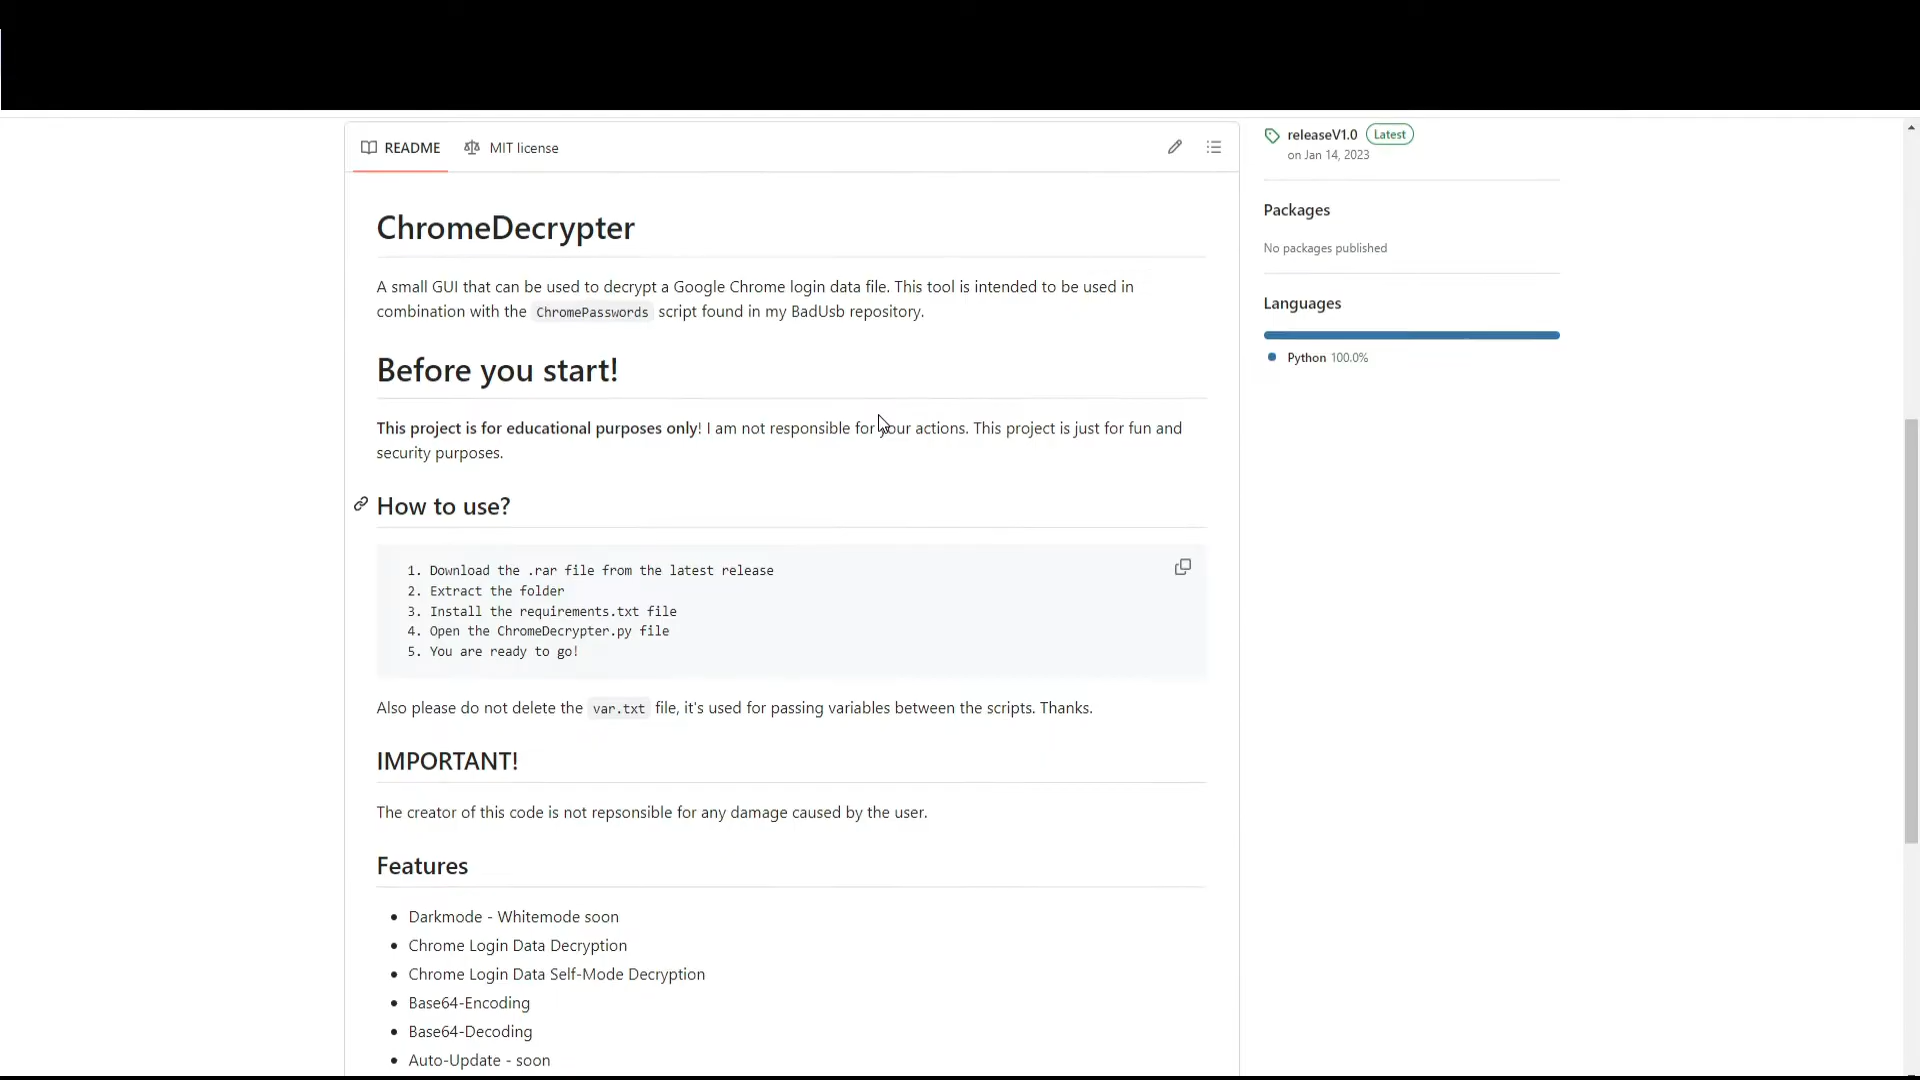 README
MIT license
ChromeDecrypter
A small GUI that can be used to decrypt a Google Chrome login data file. This tool is intended to be used in
combination with the ChromePasswords script found in my BadUsb repository.
Before you start!
This project is for educational purposes only! I am not responsible for your actions. This project is just for fun and
security purposes.
How to use?
1. Download the .rar file from the latest release
2. Extract the folder
3. Install the requirements.txt file
4. Open the ChromeDecrypter.py file
5. You are ready to go!
Also please do not delete the var.txt file, it's used for passing variables between the scripts. Thanks.
IMPORTANT!
The creator of this code is not repsonsible for any damage caused by the user.
Features
• Darkmode - Whitemode soon
• Chrome Login Data Decryption
• Chrome Login Data Self-Mode Decryption
• Base64-Encoding
• Base64-Decoding
• Auto-Update - soon
releaseV1.0 Latest
on Jan 14, 2023
Packages
No packages published
Languages
Python 100.0%